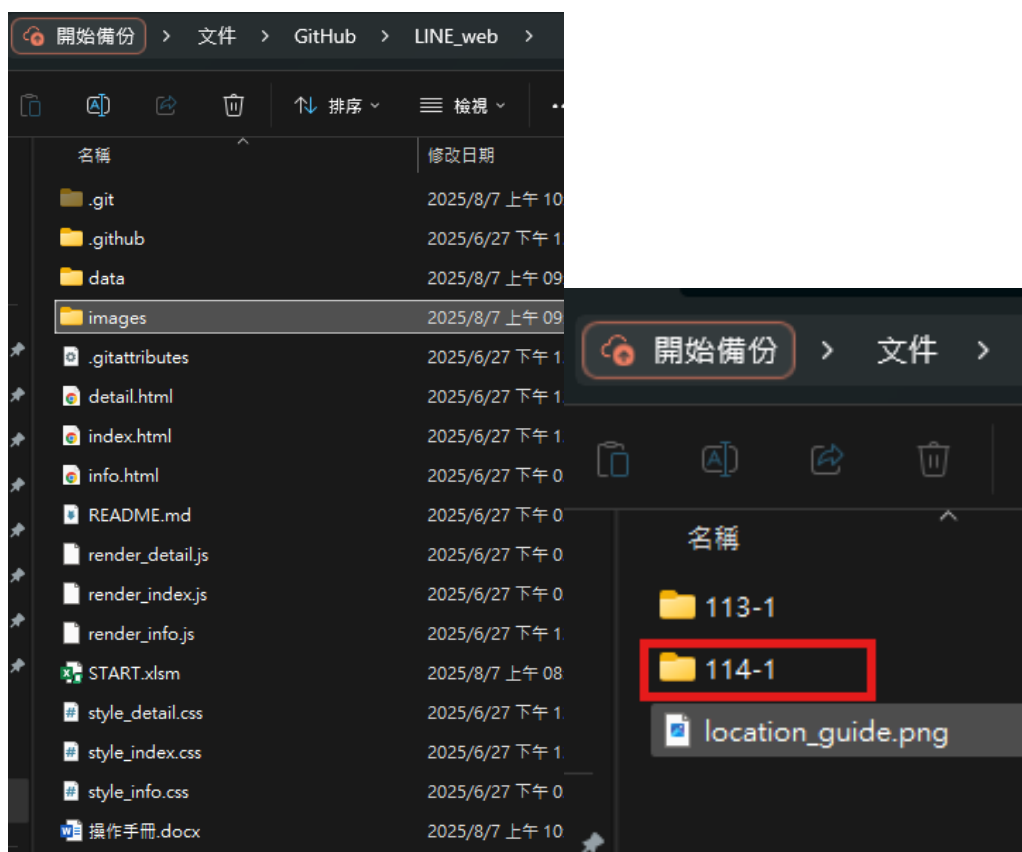 開始備份 > 文件 > GitHub > LINE_web >
排序 檢視
名稱 修改日期
.git 2025/8/7 上午 10
.github 2025/6/27 下午 1
data 2025/8/7 上午 09
images 2025/8/7 上午 09
.gitattributes 2025/6/27 下午 1
detail.html 2025/6/27 下午 1
index.html 2025/6/27 下午 1
info.html 2025/6/27 下午 0
README.md 2025/6/27 下午 0
render_detail.js 2025/6/27 下午 0
render_index.js 2025/6/27 下午 0
render_info.js 2025/6/27 下午 1
START.xlsm 2025/8/7 上午 08
style_detail.css 2025/6/27 下午 1
style_index.css 2025/6/27 下午 1
style_info.css 2025/6/27 下午 0
操作手冊.docx 2025/8/7 上午 10
開始備份 > 文件 >
名稱
113-1
114-1
location_guide.png